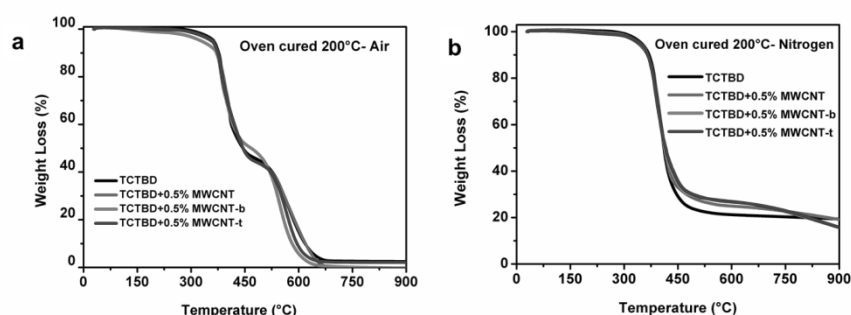 a
Oven cured 200°C- Air
Weight Loss (%)
100
80
60
40
20
0
TCTBD
TCTBD+0.5% MWCNT
TCTBD+0.5% MWCNT-b
TCTBD+0.5% MWCNT-t
0 150 300 450 600 750 900
Temperature (°C)
b
Oven cured 200°C- Nitrogen
Weight Loss (%)
100
80
60
40
20
0
TCTBD
TCTBD+0.5% MWCNT
TCTBD+0.5% MWCNT-b
TCTBD+0.5% MWCNT-t
0 150 300 450 600 750 900
Temperature (°C)